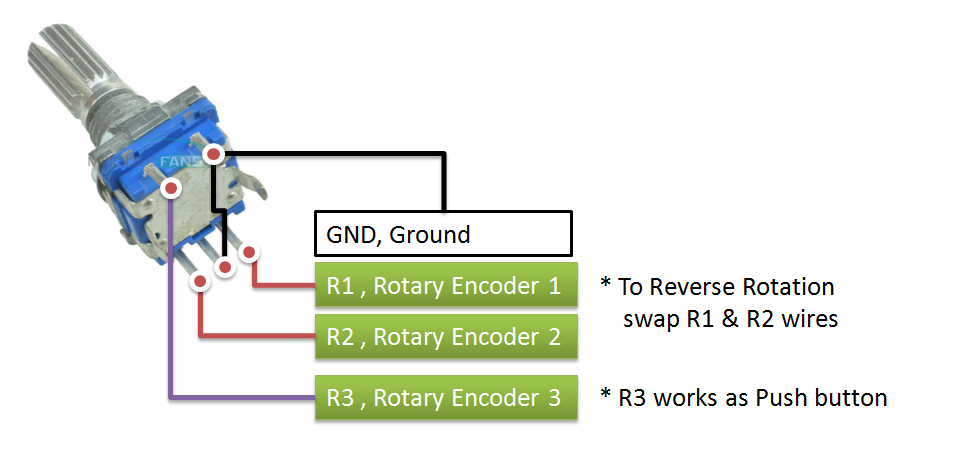 FANS
GND, Ground
R1 , Rotary Encoder 1
* To Reverse Rotation
swap R1 & R2 wires
R2 , Rotary Encoder 2
R3 , Rotary Encoder 3
* R3 works as Push button